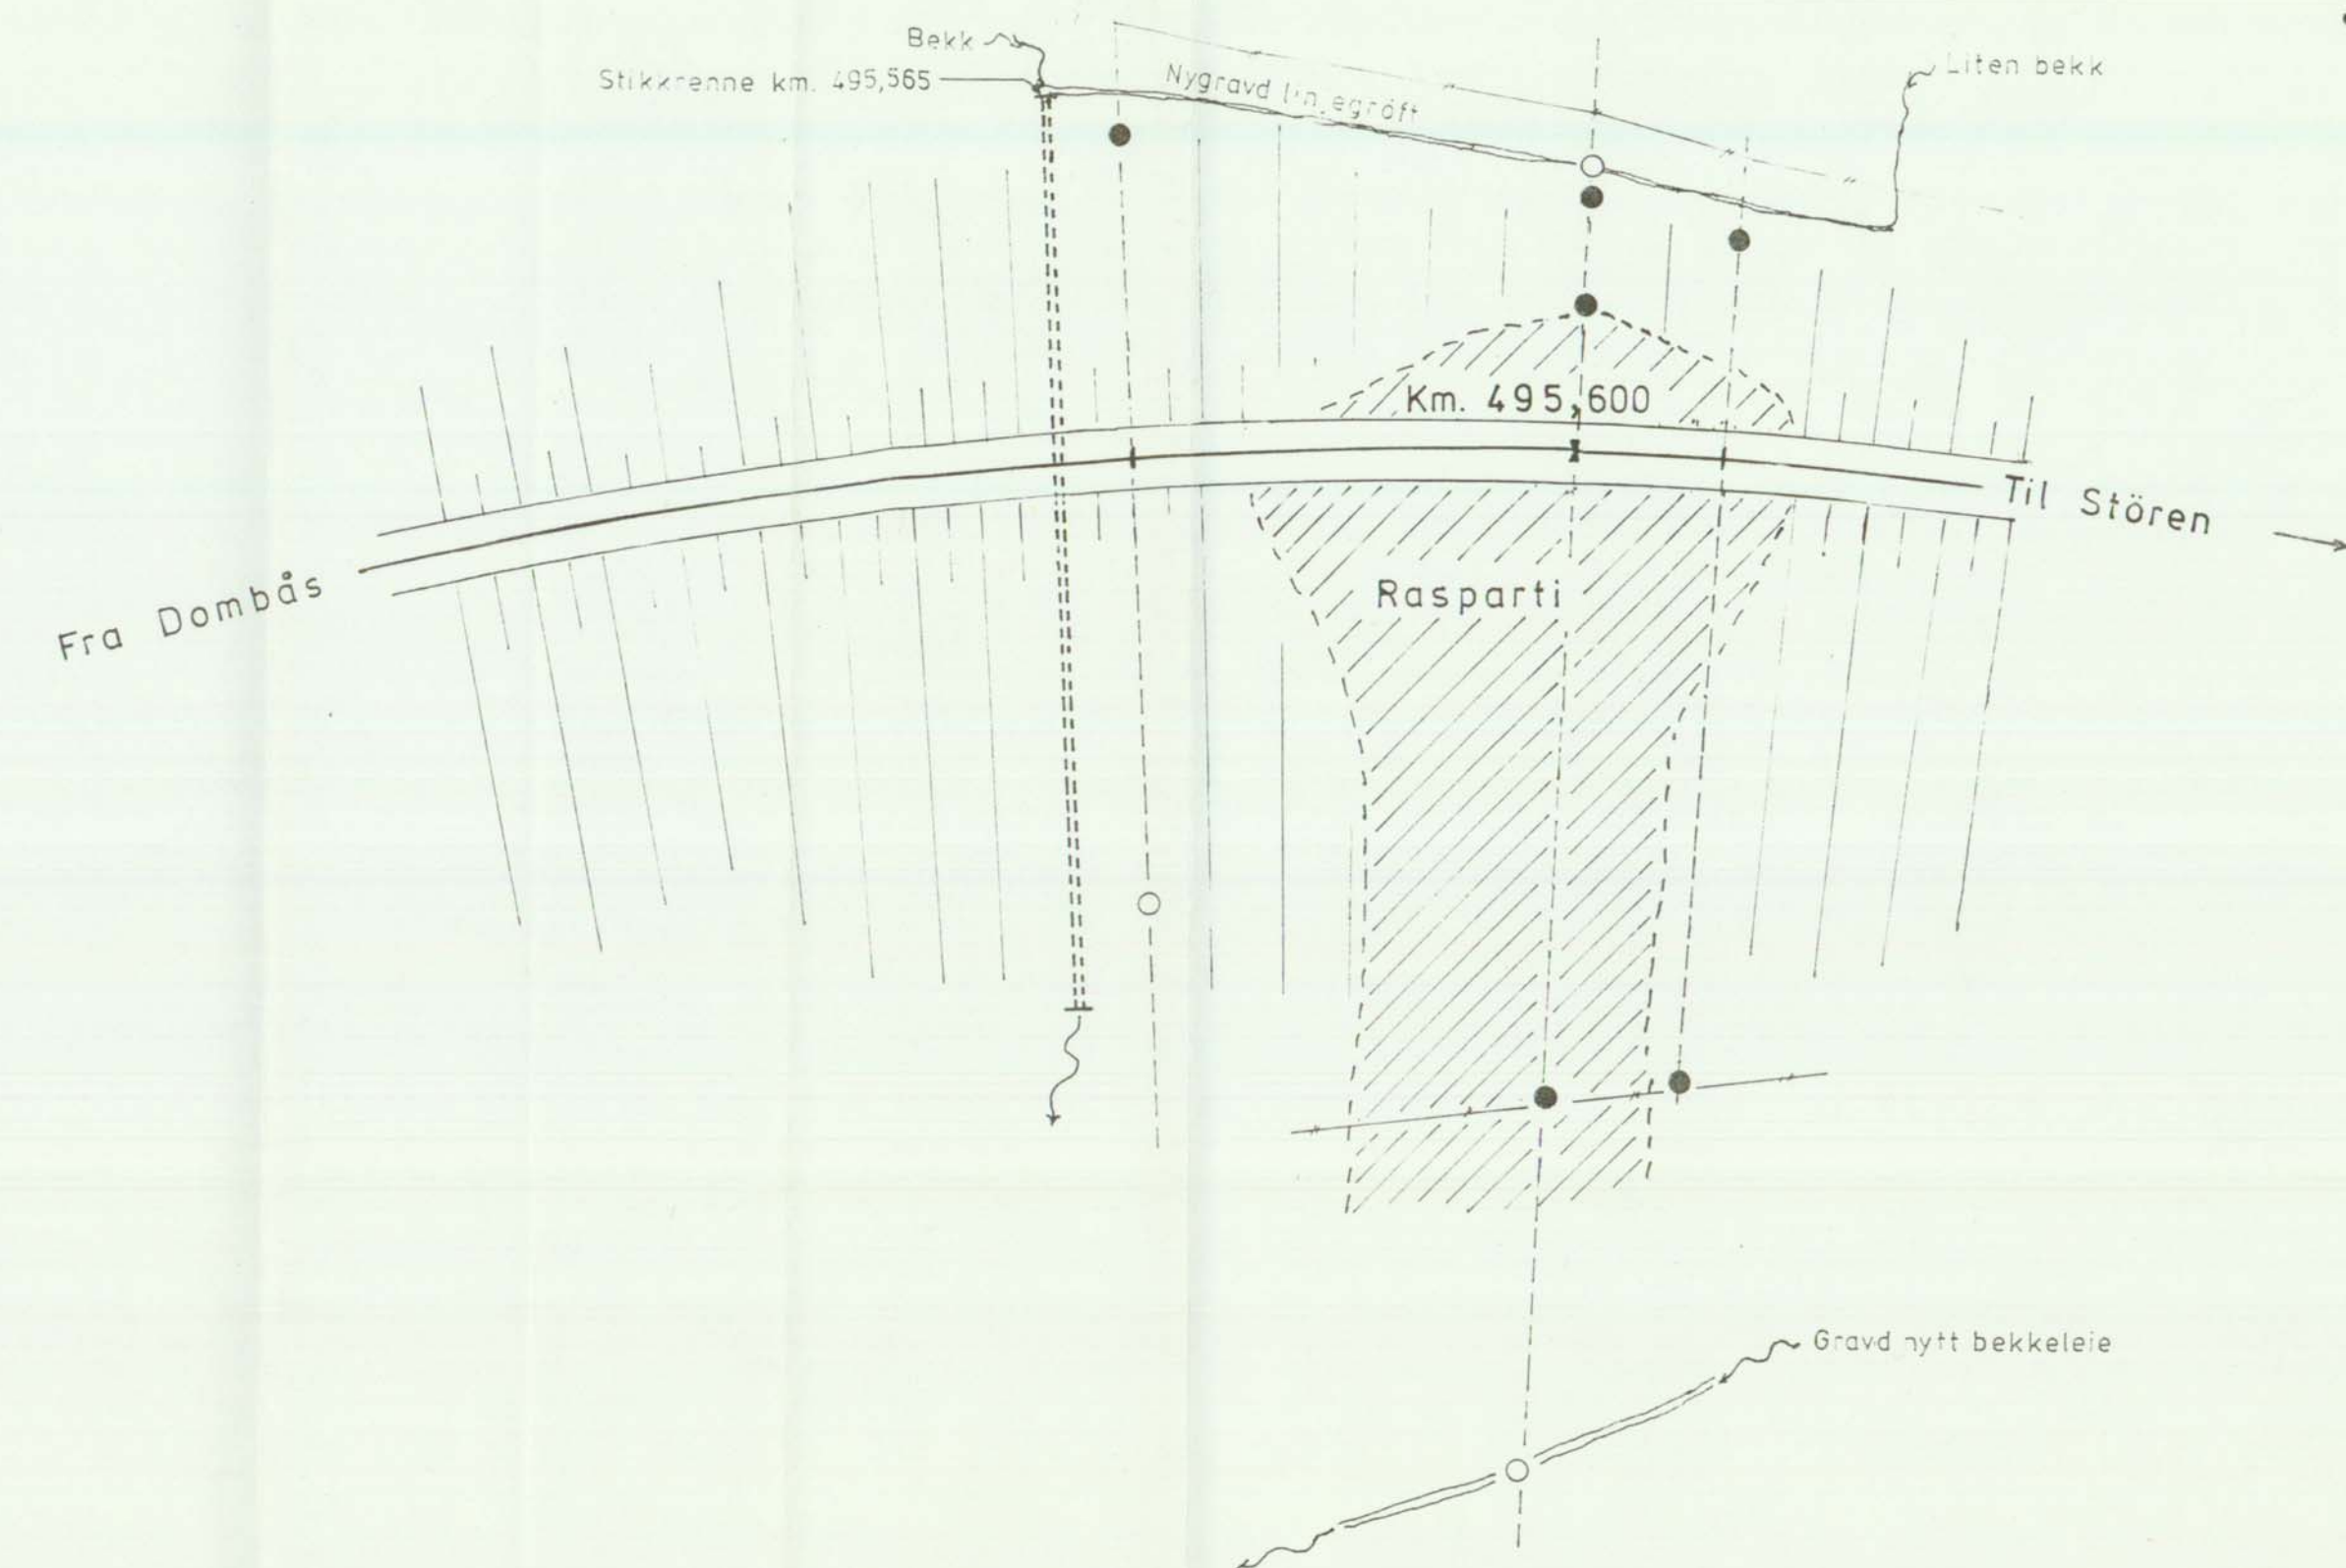 Bekk
Stikkrenne km. 495,565
Nygravd linjegröft
Liten bekk
Km. 495,600
Til Stören
Fra Dombås
Rasparti
Gravd nytt bekkeleie